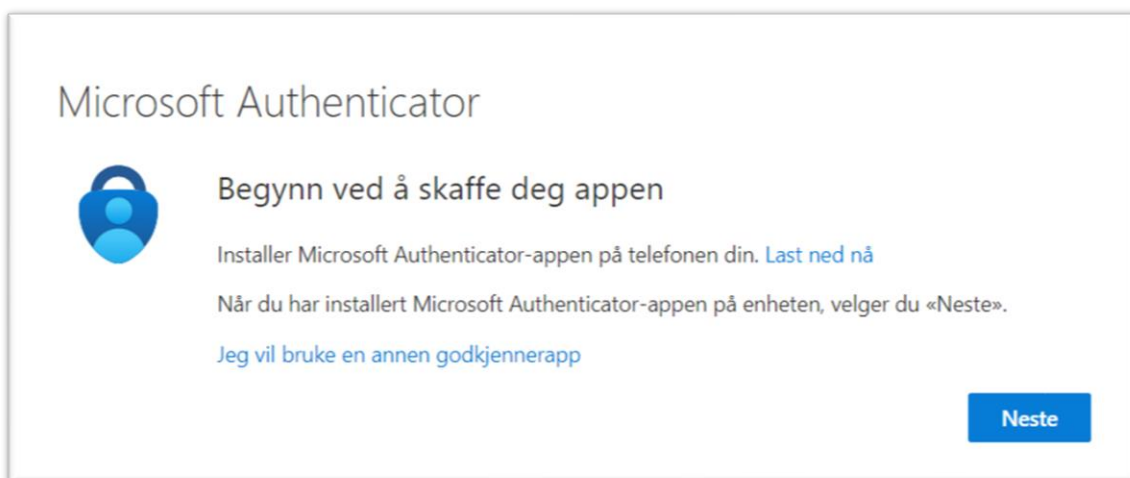 Microsoft Authenticator
Begynn ved å skaffe deg appen
Installer Microsoft Authenticator-appen på telefonen din. Last ned nå
Når du har installert Microsoft Authenticator-appen på enheten, velger du «Neste».
Jeg vil bruke en annen godkjennerapp
Neste